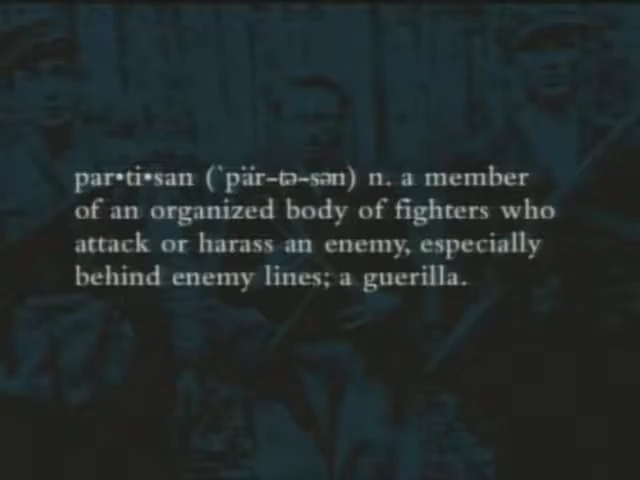 par•ti•san (ˈpär-tə-sən) n. a member
of an organized body of fighters who
attack or harass an enemy, especially
behind enemy lines; a guerilla.